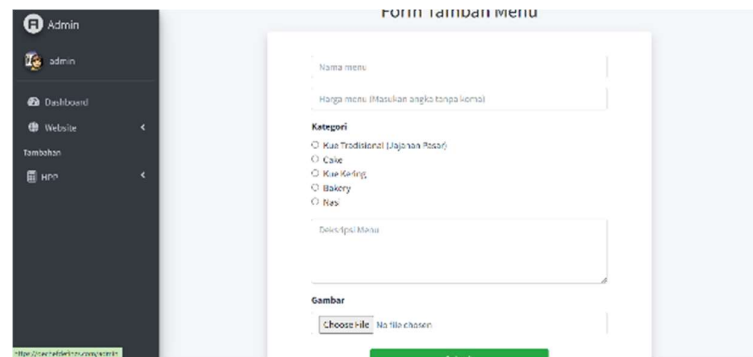 Form Tambah Menu
Admin
admin
Dashboard
Website
Tambahan
HPP
Nama menu
Harga menu (Masukan angka tanpa koma)
Kategori
Kue Tradisional (Jajanan Pasar)
Cake
Kue Kering
Bakery
Nasi
Deksripsi Menu
Gambar
Choose File No file chosen